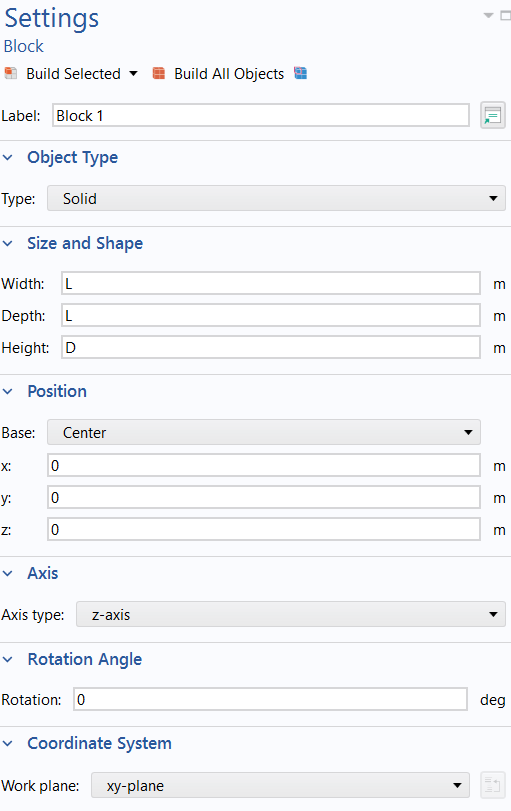 Settings
Block
Build Selected Build All Objects
Label: Block 1
Object Type
Type: Solid
Size and Shape
Width: L m
Depth: L m
Height: D m
Position
Base: Center
x: 0 m
y: 0 m
z: 0 m
Axis
Axis type: z-axis
Rotation Angle
Rotation: 0 deg
Coordinate System
Work plane: xy-plane